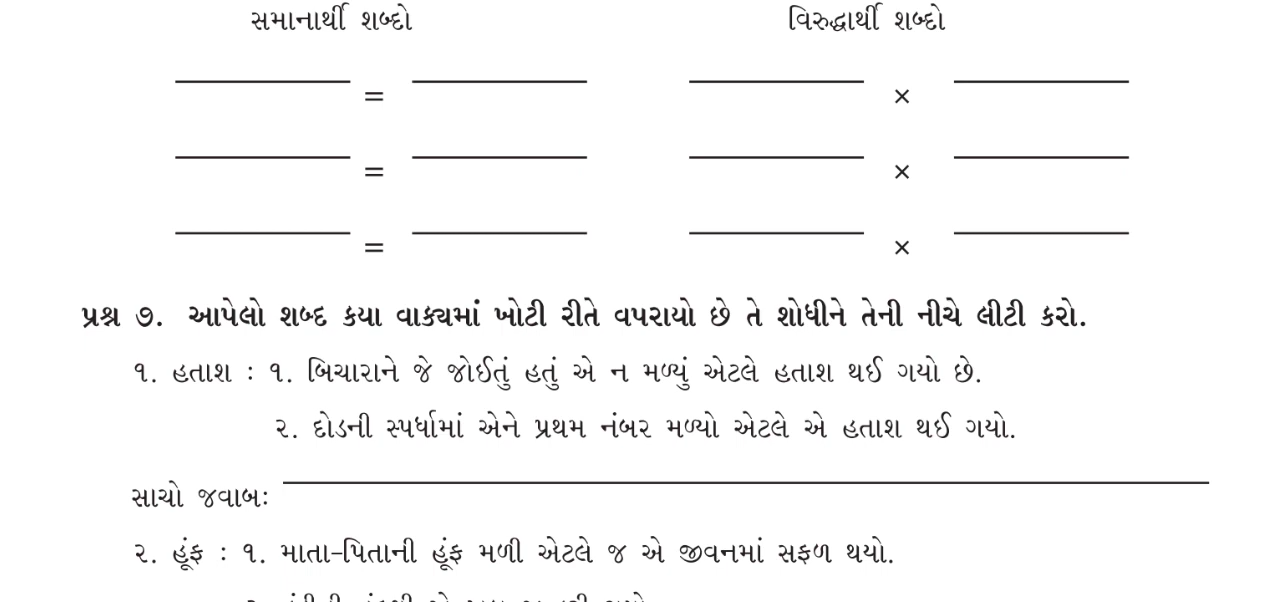 સમાનાર્થી શબ્દો વિરુદ્ધાર્થી શબ્દો
= ×
= ×
= ×
પ્રશ્ન ૭. આપેલો શબ્દ કયા વાક્યમાં ખોટી રીતે વપરાયો છે તે શોધીને તેની નીચે લીટી કરો.
૧. હતાશ : ૧. બિચારાને જે જોઈતું હતું એ ન મળ્યું એટલે હતાશ થઈ ગયો છે.
૨. દોડની સ્પર્ધામાં એને પ્રથમ નંબર મળ્યો એટલે એ હતાશ થઈ ગયો.
સાચો જવાબઃ
૨. હૂંફ : ૧. માતા-પિતાની હૂંફ મળી એટલે જ એ જીવનમાં સફળ થયો.